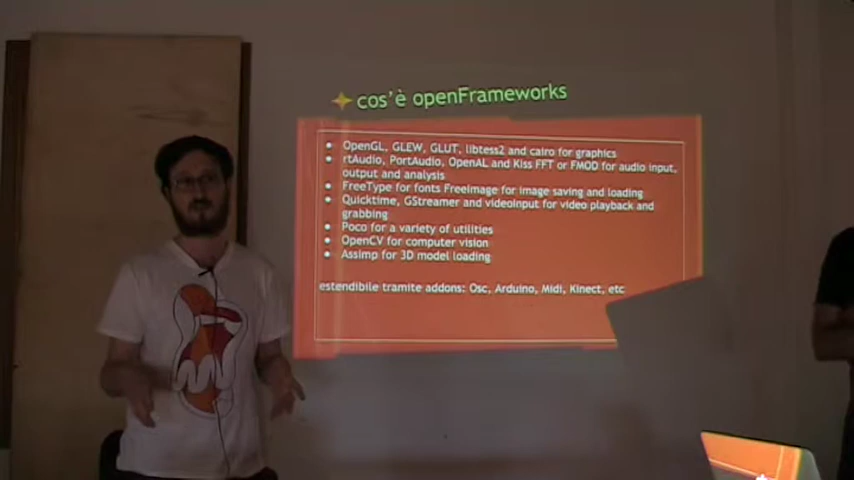 cos'è openFrameworks
OpenGL, GLEW, GLUT, libtess2 and cairo for graphics
rtAudio, PortAudio, OpenAL and Kiss FFT or FMOD for audio input,
output and analysis
FreeType for fonts FreeImage for image saving and loading
Quicktime, GStreamer and videoInput for video playback and
grabbing
Poco for a variety of utilities
OpenCV for computer vision
Assimp for 3D model loading
estendibile tramite addons: Osc, Arduino, Midi, Kinect, etc